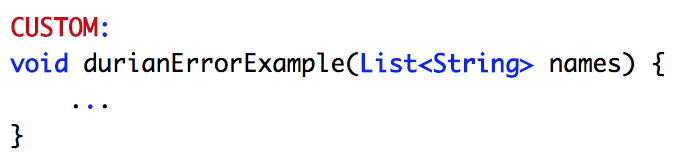 CUSTOM:
void durianErrorExample(List<String> names) {
    ...
}